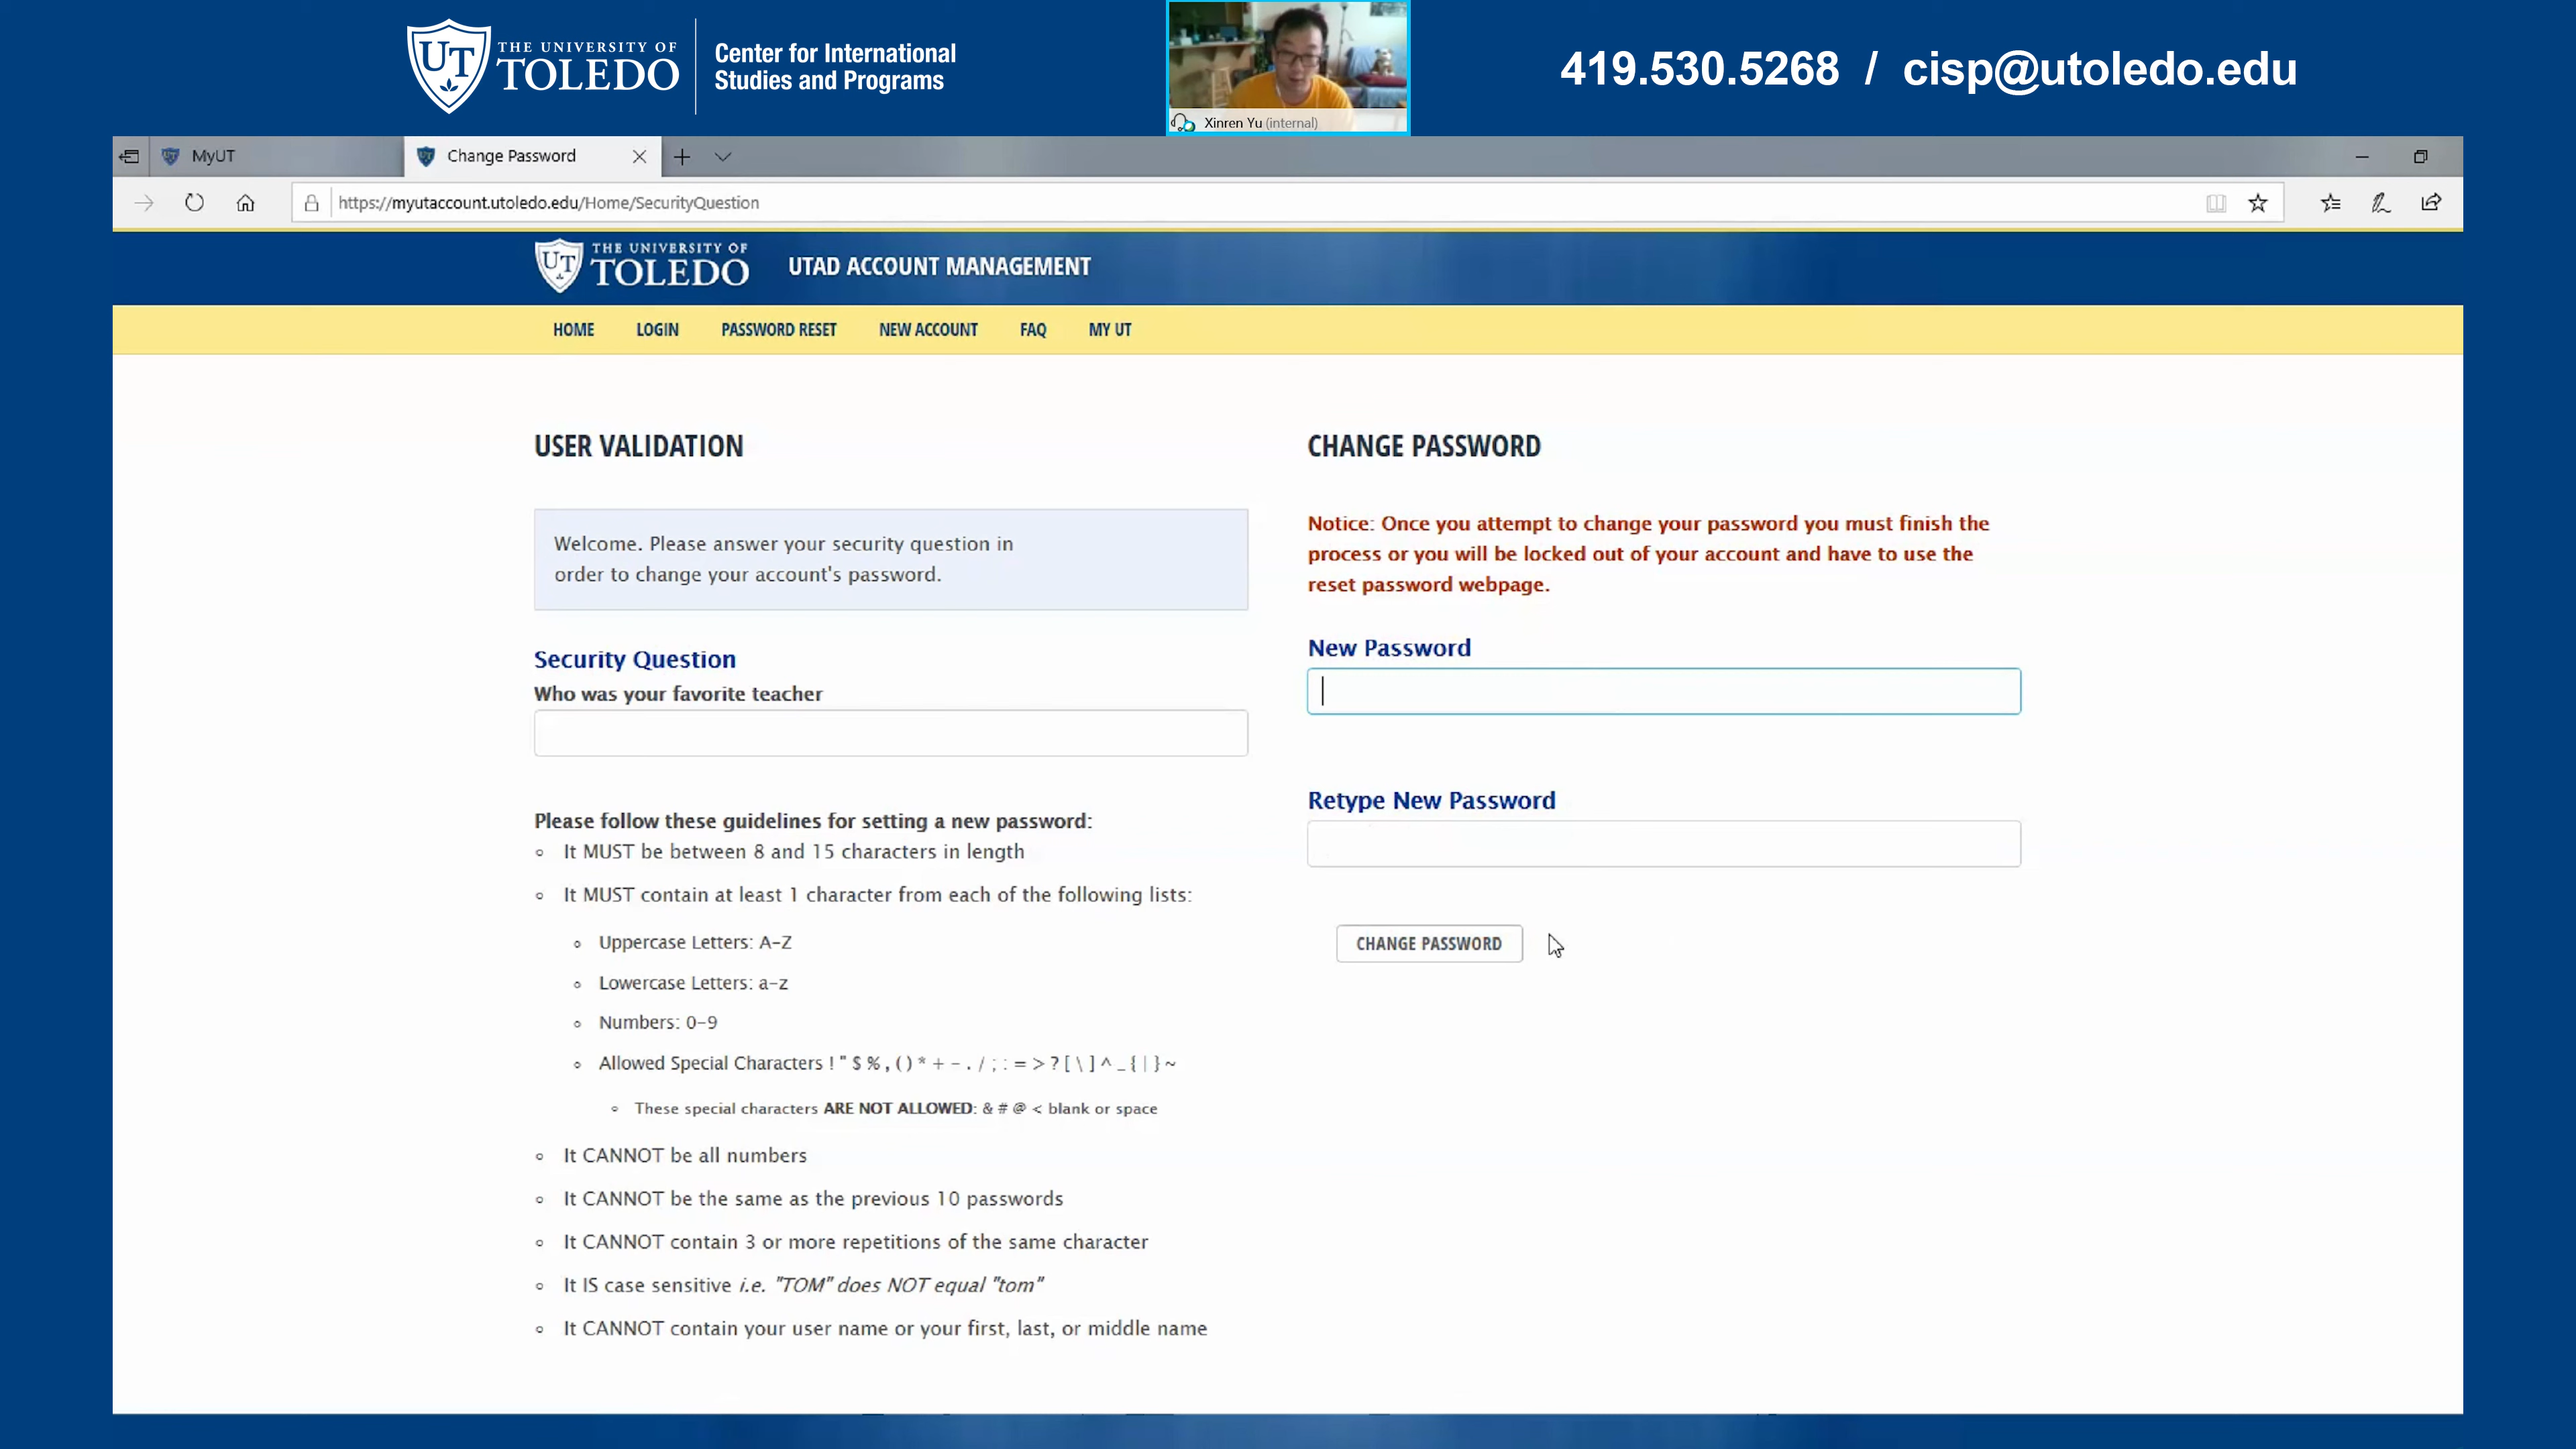 UT THE UNIVERSITY OF TOLEDO
Center for International
Studies and Programs
Xinren Yu (internal)
419.530.5268 / cisp@utoledo.edu
MyUT
Change Password
https://myutaccount.utoledo.edu/Home/SecurityQuestion
UT THE UNIVERSITY OF TOLEDO
UTAD ACCOUNT MANAGEMENT
HOME LOGIN PASSWORD RESET NEW ACCOUNT FAQ MY UT
USER VALIDATION
Welcome. Please answer your security question in
order to change your account's password.
Security Question
Who was your favorite teacher
Please follow these guidelines for setting a new password:
It MUST be between 8 and 15 characters in length
It MUST contain at least 1 character from each of the following lists:
Uppercase Letters: A-Z
Lowercase Letters: a-z
Numbers: 0-9
Allowed Special Characters ! " $ % , ( ) * + - . / ; : = > ? [ \ ] ^ _ { | } ~
These special characters ARE NOT ALLOWED: & # @ < blank or space
It CANNOT be all numbers
It CANNOT be the same as the previous 10 passwords
It CANNOT contain 3 or more repetitions of the same character
It IS case sensitive i.e. "TOM" does NOT equal "tom"
It CANNOT contain your user name or your first, last, or middle name
CHANGE PASSWORD
Notice: Once you attempt to change your password you must finish the
process or you will be locked out of your account and have to use the
reset password webpage.
New Password
Retype New Password
CHANGE PASSWORD